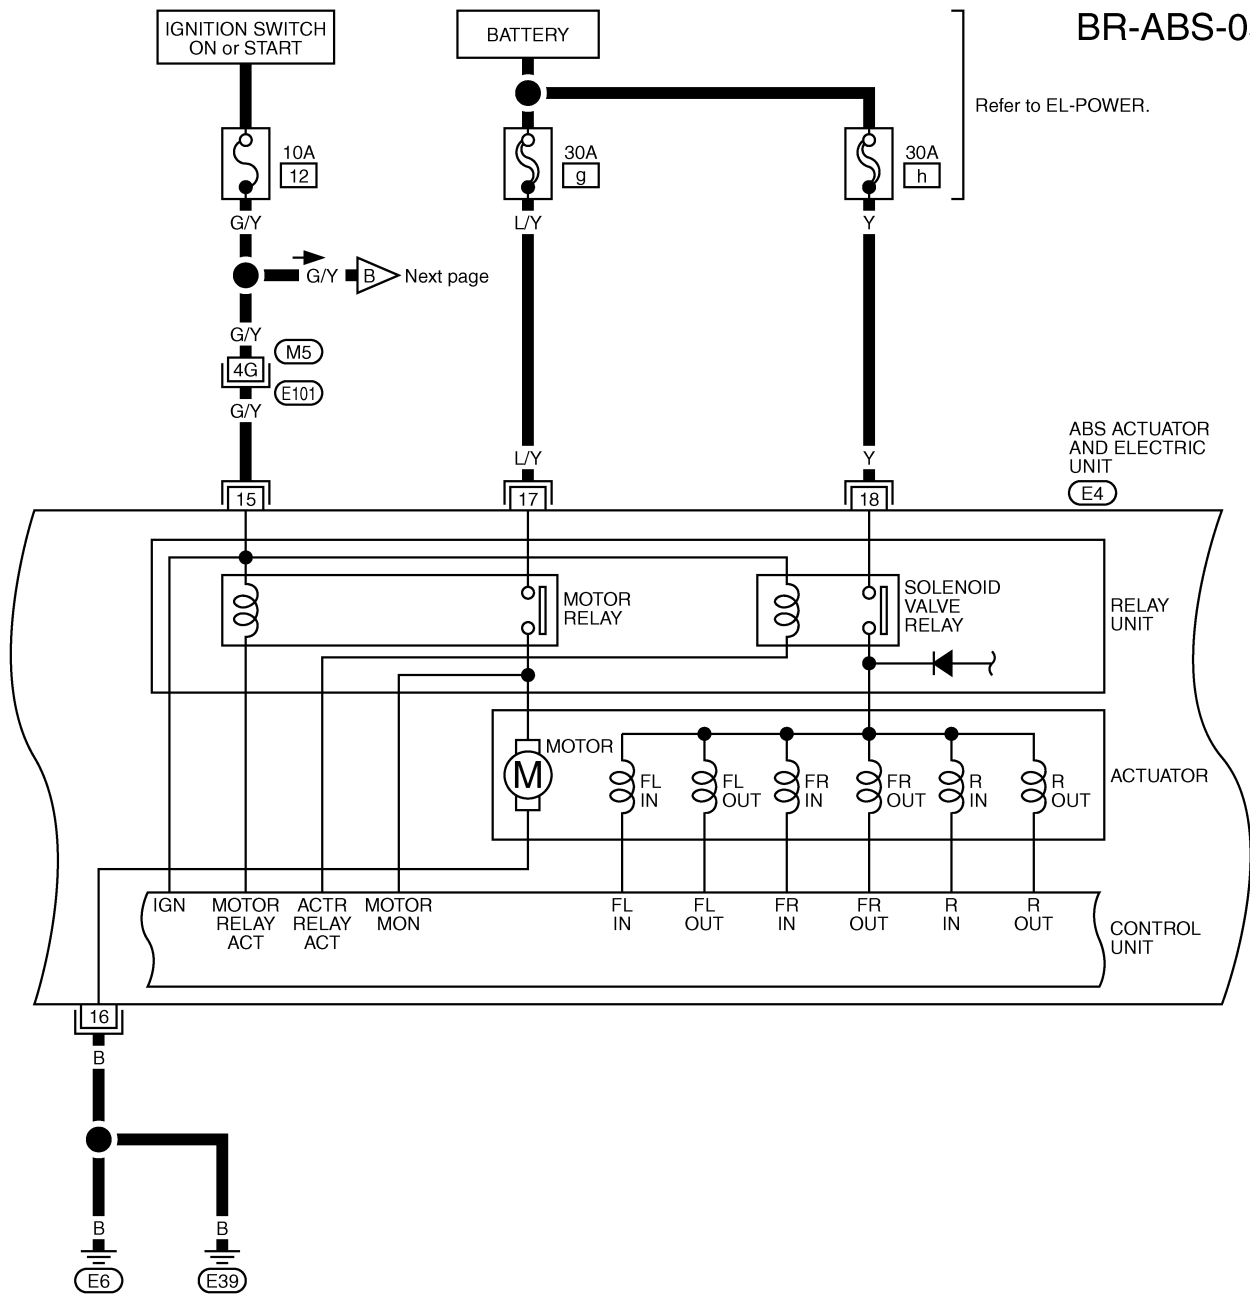 BR-ABS-0
IGNITION SWITCH
ON or START
BATTERY
Refer to EL-POWER.
10A
12
30A
g
30A
h
G/Y
L/Y
Y
G/Y
B
Next page
G/Y
M5
4G
E101
G/Y
L/Y
Y
ABS ACTUATOR
AND ELECTRIC
UNIT
E4
15
17
18
MOTOR
RELAY
SOLENOID
VALVE
RELAY
RELAY
UNIT
MOTOR
M
FL
IN
FL
OUT
FR
IN
FR
OUT
R
IN
R
OUT
ACTUATOR
IGN
MOTOR
RELAY
ACT
ACTR
RELAY
ACT
MOTOR
MON
FL
IN
FL
OUT
FR
IN
FR
OUT
R
IN
R
OUT
CONTROL
UNIT
16
B
B
B
E6
E39